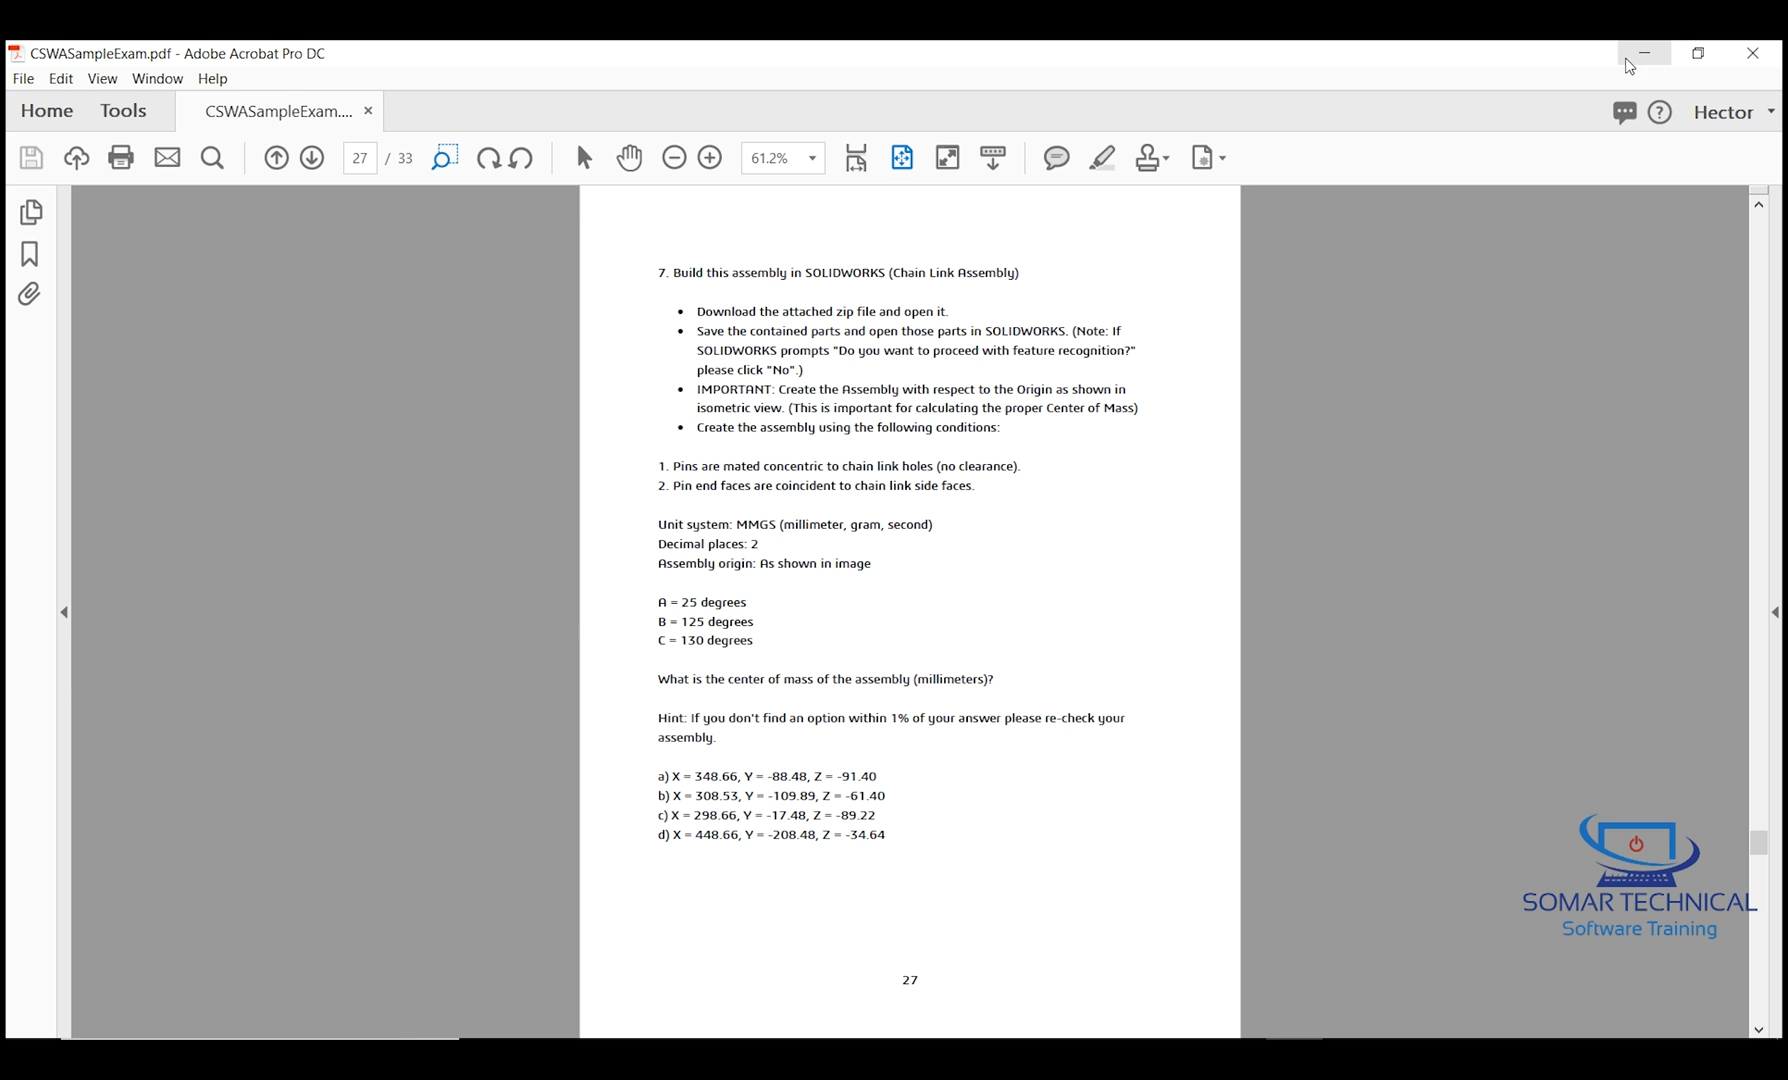 CSWASampleExam.pdf - Adobe Acrobat Pro DC
File Edit View Window Help
Home Tools CSWASampleExam.... × Hector
27 / 33 61.2%
7. Build this assembly in SOLIDWORKS (Chain Link Assembly)
• Download the attached zip file and open it.
• Save the contained parts and open those parts in SOLIDWORKS. (Note: If
SOLIDWORKS prompts "Do you want to proceed with feature recognition?"
please click "No".)
• IMPORTANT: Create the Assembly with respect to the Origin as shown in
isometric view. (This is important for calculating the proper Center of Mass)
• Create the assembly using the following conditions:
1. Pins are mated concentric to chain link holes (no clearance).
2. Pin end faces are coincident to chain link side faces.
Unit system: MMGS (millimeter, gram, second)
Decimal places: 2
Assembly origin: As shown in image
A = 25 degrees
B = 125 degrees
C = 130 degrees
What is the center of mass of the assembly (millimeters)?
Hint: If you don't find an option within 1% of your answer please re-check your
assembly.
a) X = 348.66, Y = -88.48, Z = -91.40
b) X = 308.53, Y = -109.89, Z = -61.40
c) X = 298.66, Y = -17.48, Z = -89.22
d) X = 448.66, Y = -208.48, Z = -34.64
SOMAR TECHNICAL
Software Training
27